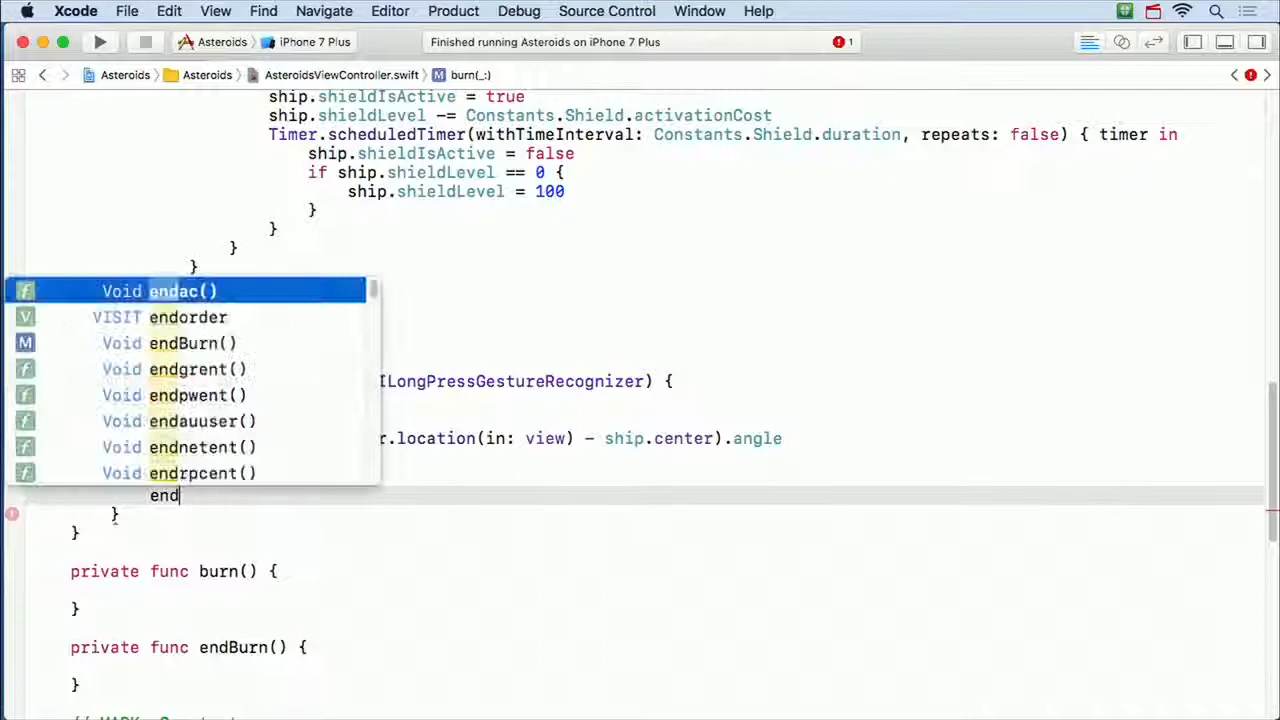 Xcode File Edit View Find Navigate Editor Product Debug Source Control Window Help
Asteroids iPhone 7 Plus Finished running Asteroids on iPhone 7 Plus 1
Asteroids Asteroids AsteroidsViewController.swift M burn(_:)
ship.shieldIsActive = true
ship.shieldLevel -= Constants.Shield.activationCost
Timer.scheduledTimer(withTimeInterval: Constants.Shield.duration, repeats: false) { timer in
ship.shieldIsActive = false
if ship.shieldLevel == 0 {
ship.shieldLevel = 100
}
}
}
}
f Void endac()
V VISIT endorder
M Void endBurn()
f Void endgrent()
f Void endpwent()
f Void endauuser()
f Void endnetent()
f Void endrpcent()
LongPressGestureRecognizer) {
r.location(in: view) - ship.center).angle
end
}
}
private func burn() {
}
private func endBurn() {
}